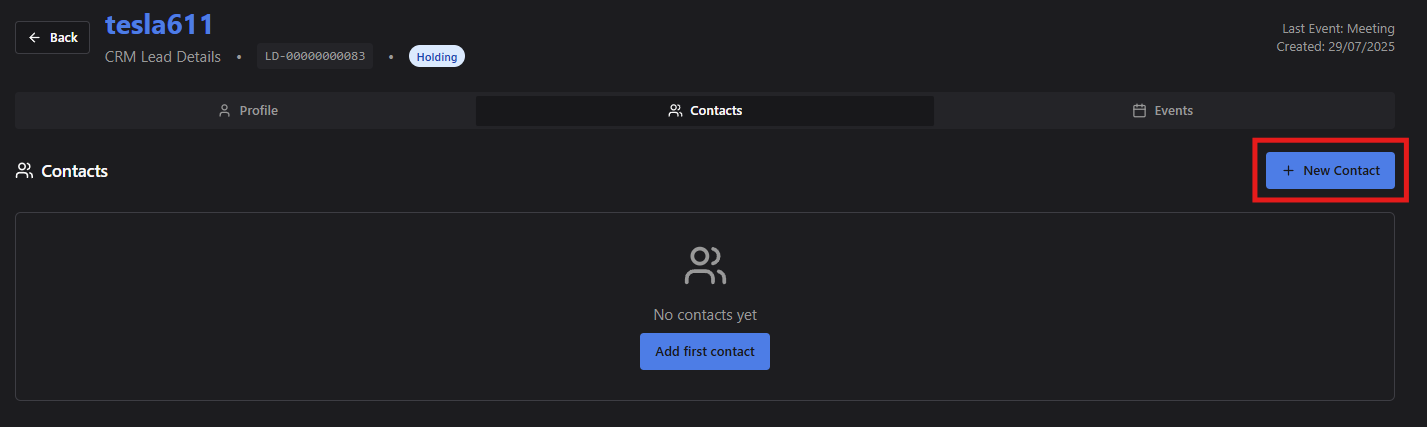 Back
tesla611
CRM Lead Details • LD-00000000083 • Holding
Last Event: Meeting
Created: 29/07/2025
Profile
Contacts
Events
Contacts
+ New Contact
No contacts yet
Add first contact